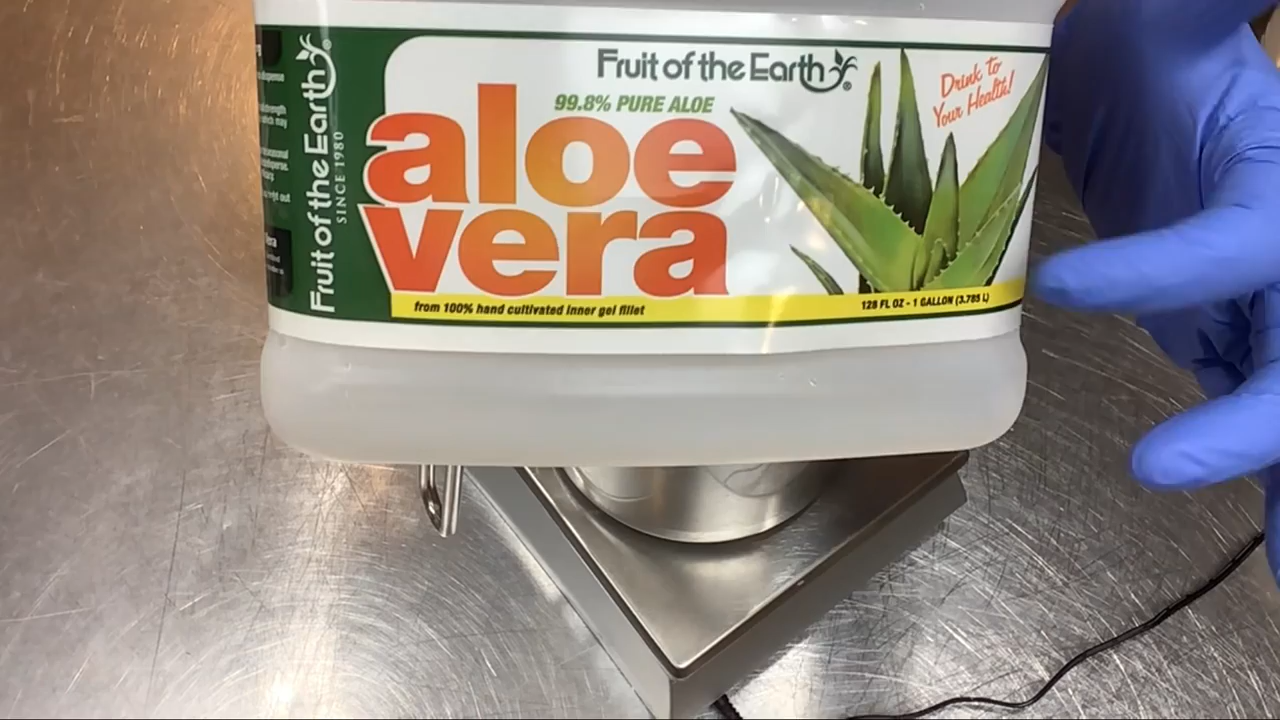 Fruit of the Earth
SINCE 1980
Fruit of the Earth
99.8% PURE ALOE
aloe
vera
Drink to
Your Health!
from 100% hand cultivated inner gel fillet
128 FL OZ - 1 GALLON (3.785 L)